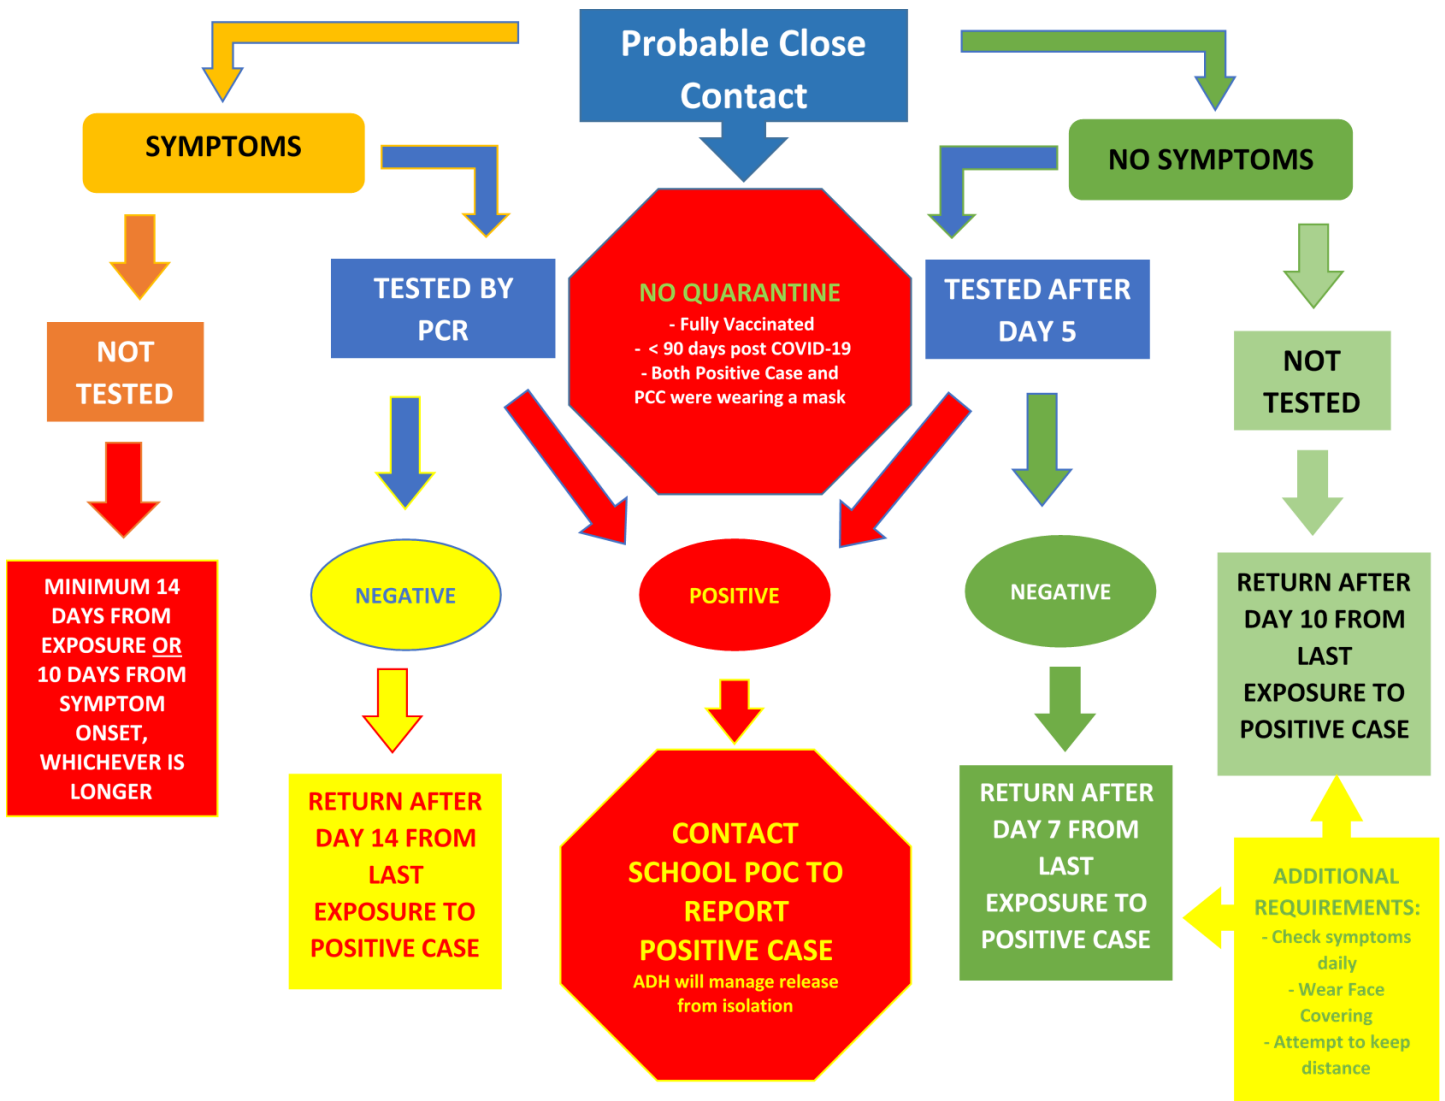 Probable Close
Contact
SYMPTOMS
NO SYMPTOMS
TESTED BY
PCR
NO QUARANTINE
- Fully Vaccinated
- < 90 days post COVID-19
- Both Positive Case and
PCC were wearing a mask
TESTED AFTER
DAY 5
NOT
TESTED
NOT
TESTED
NEGATIVE
POSITIVE
NEGATIVE
MINIMUM 14
DAYS FROM
EXPOSURE OR
10 DAYS FROM
SYMPTOM
ONSET,
WHICHEVER IS
LONGER
RETURN AFTER
DAY 10 FROM
LAST
EXPOSURE TO
POSITIVE CASE
RETURN AFTER
DAY 14 FROM
LAST
EXPOSURE TO
POSITIVE CASE
CONTACT
SCHOOL POC TO
REPORT
POSITIVE CASE
ADH will manage release
from isolation
RETURN AFTER
DAY 7 FROM
LAST
EXPOSURE TO
POSITIVE CASE
ADDITIONAL
REQUIREMENTS:
- Check symptoms
daily
- Wear Face
Covering
- Attempt to keep
distance